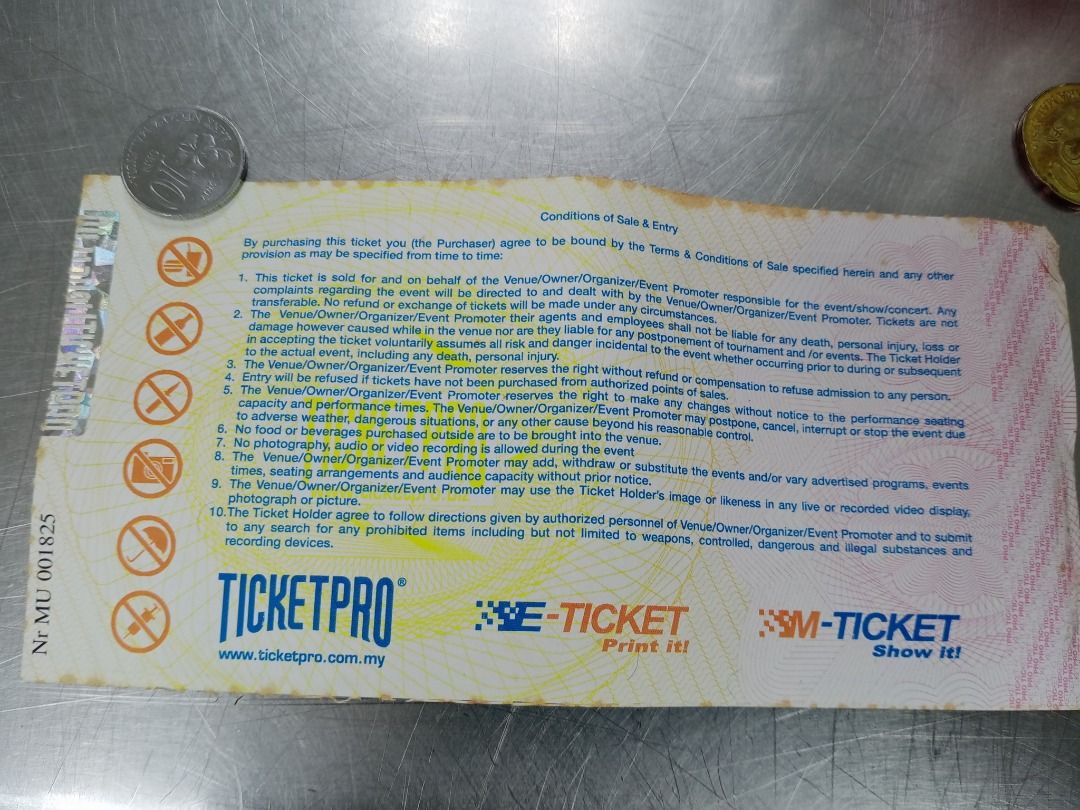 10
Conditions of Sale & Entry
By purchasing this ticket you (the Purchaser) agree to be bound by the Terms & Conditions of Sale specified herein and any other
provision as may be specified from time to time:
1. This ticket is sold for and on behalf of the Venue/Owner/Organizer/Event Promoter responsible for the event/show/concert. Any
complaints regarding the event will be directed to and dealt with by the Venue/Owner/Organizer/Event Promoter. Tickets are not
transferable. No refund or exchange of tickets will be made under any circumstances.
2. The Venue/Owner/Organizer/Event Promoter their agents and employees shall not be liable for any death, personal injury, loss or
damage however caused while in the venue nor are they liable for any postponement of tournament and /or events. The Ticket Holder
in accepting the ticket voluntarily assumes all risk and danger incidental to the event whether occurring prior to during or subsequent
to the actual event, including any death, personal injury.
3. The Venue/Owner/Organizer/Event Promoter reserves the right without refund or compensation to refuse admission to any person.
4. Entry will be refused if tickets have not been purchased from authorized points of sales.
5. The Venue/Owner/Organizer/Event Promoter reserves the right to make any changes without notice to the performance seating
capacity and performance times. The Venue/Owner/Organizer/Event Promoter may postpone, cancel, interrupt or stop the event due
to adverse weather, dangerous situations, or any other cause beyond his reasonable control.
6. No food or beverages purchased outside are to be brought into the venue.
7. No photography, audio or video recording is allowed during the event
8. The Venue/Owner/Organizer/Event Promoter may add, withdraw or substitute the events and/or vary advertised programs, events
times, seating arrangements and audience capacity without prior notice.
9. The Venue/Owner/Organizer/Event Promoter may use the Ticket Holder's image or likeness in any live or recorded video display,
photograph or picture.
10.The Ticket Holder agree to follow directions given by authorized personnel of Venue/Owner/Organizer/Event Promoter and to submit
to any search for any prohibited items including but not limited to weapons, controlled, dangerous and illegal substances and
recording devices.
Nr MU 001825
TICKETPRO®
www.ticketpro.com.my
E-TICKET
Print it!
M-TICKET
Show it!